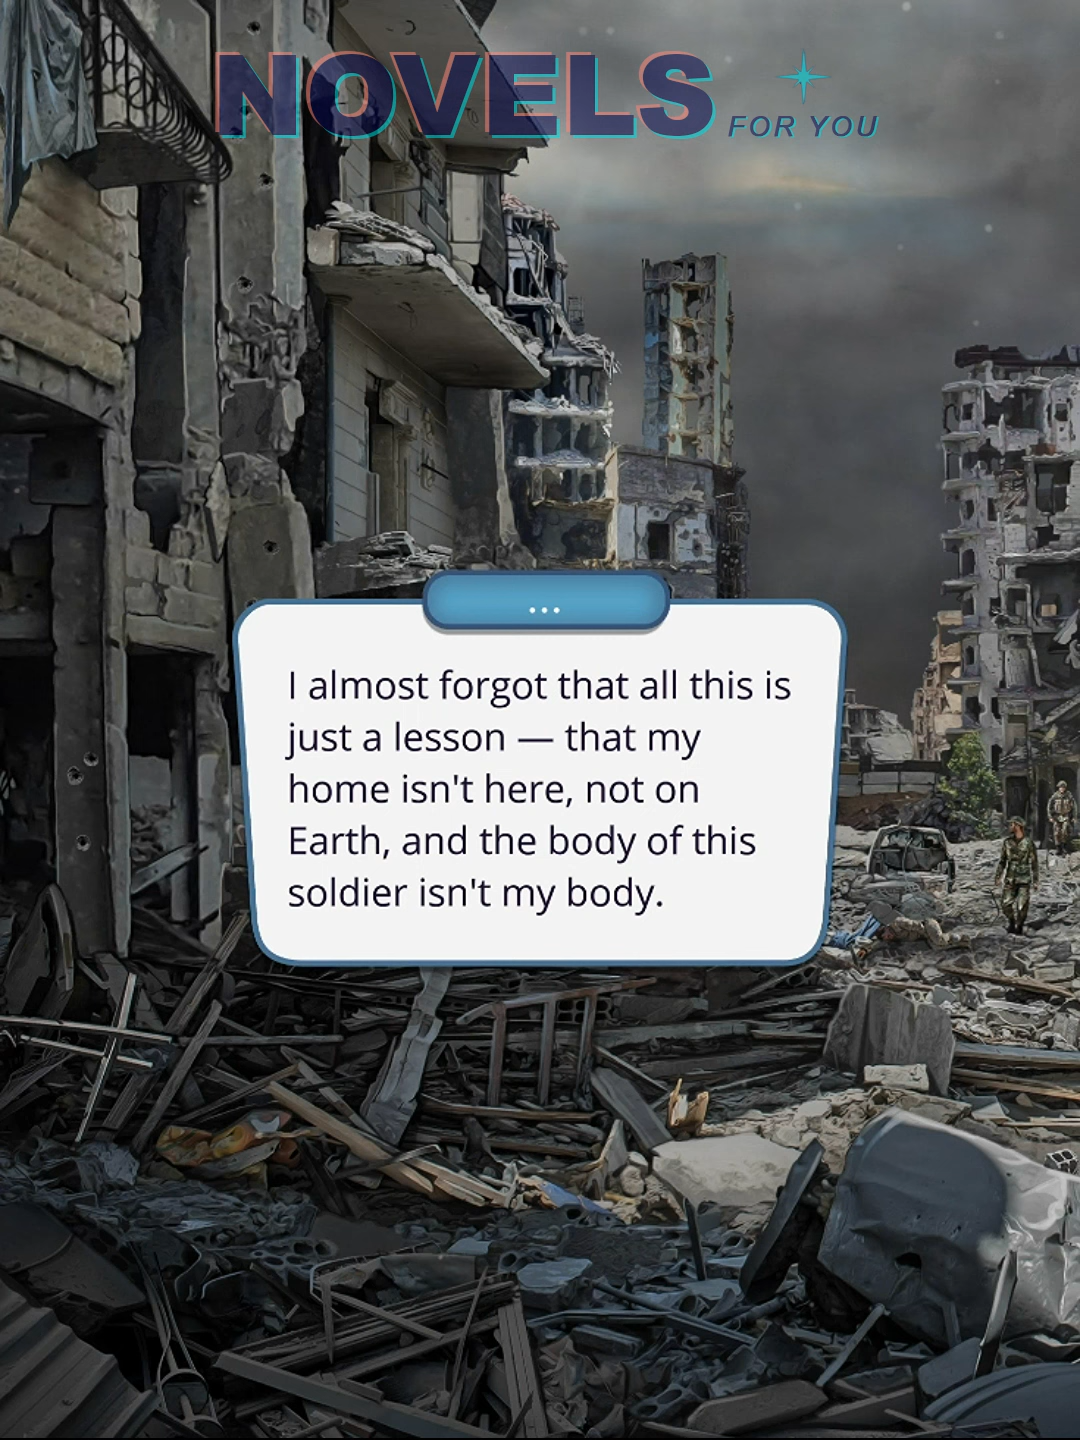 NOVELS
FOR YOU
...
I almost forgot that all this is
just a lesson — that my
home isn't here, not on
Earth, and the body of this
soldier isn't my body.